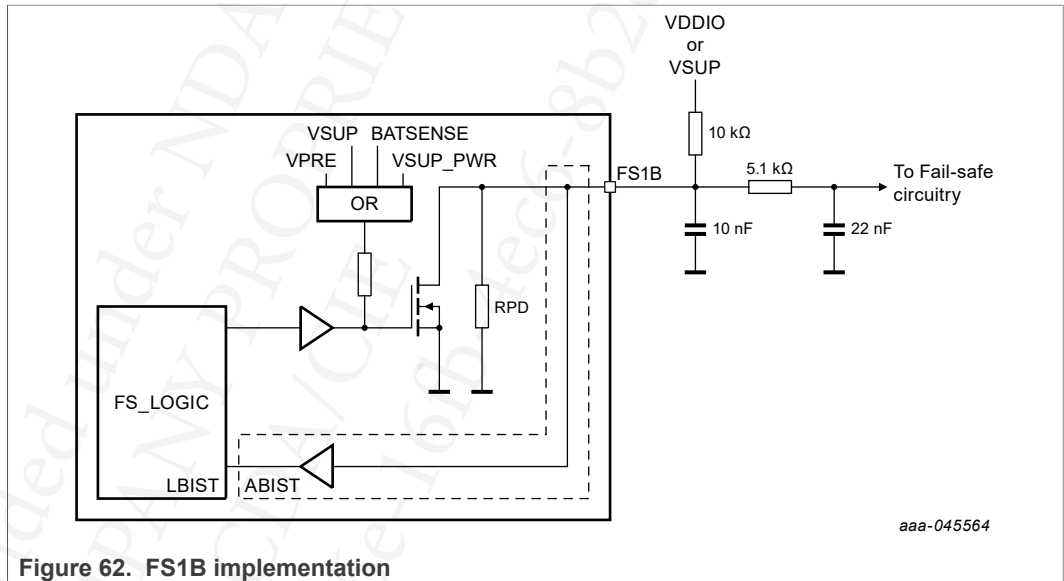 VDDIO
or
VSUP
10 kΩ
VSUP BATSENSE
VPRE VSUP_PWR
OR
FS1B
5.1 kΩ
To Fail-safe
circuitry
10 nF
22 nF
RPD
FS_LOGIC
LBIST
ABIST
aaa-045564
Figure 62. FS1B implementation